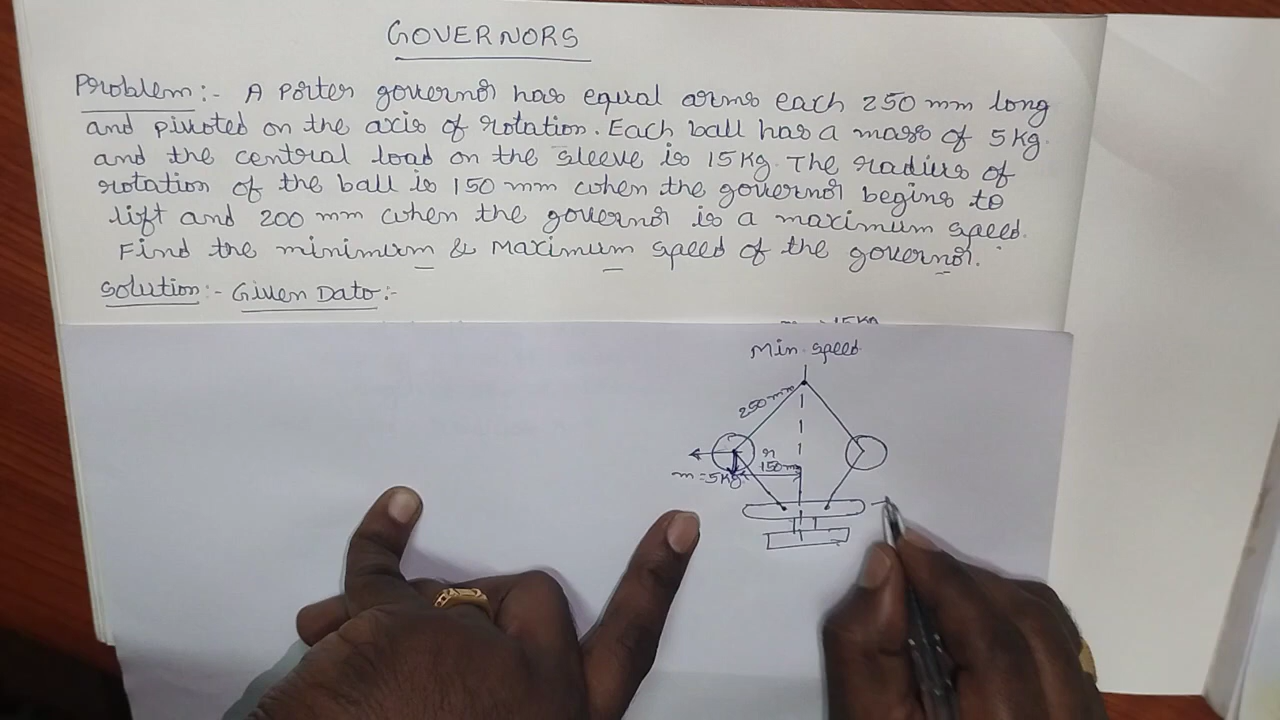 GOVERNORS
Problem:- A Porter governor has equal arms each 250 mm long
and pivoted on the axis of rotation. Each ball has a mass of 5 kg.
and the central load on the sleeve is 15 Kg. The radius of
rotation of the ball is 150 mm when the governor begins to
lift and 200 mm when the governor is a maximum speed.
Find the minimum & Maximum speed of the governor.
Solution:- Given Data:-
Min. speed
250 mm
r
150m
m = 5 Kg